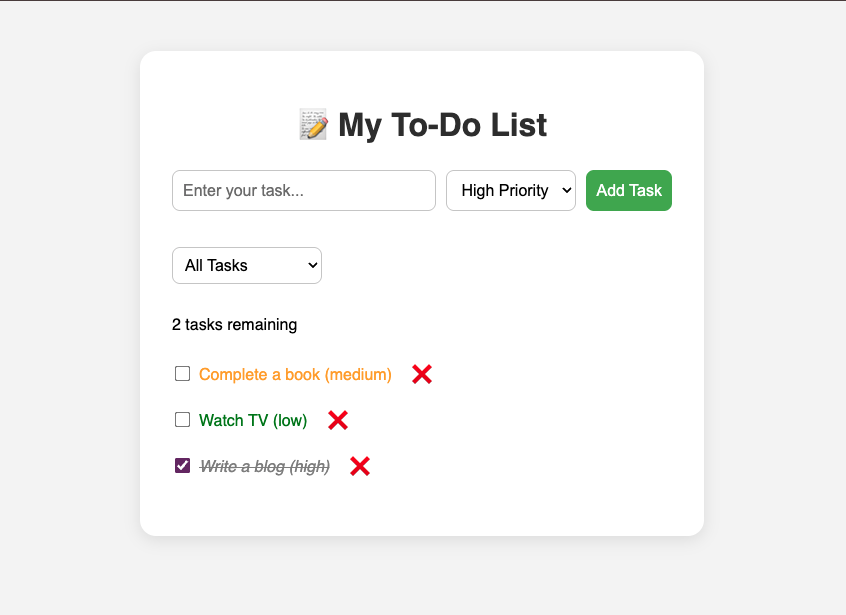 📝 My To-Do List
Enter your task... High Priority Add Task
All Tasks
2 tasks remaining
Complete a book (medium) ❌
Watch TV (low) ❌
Write a blog (high) ❌